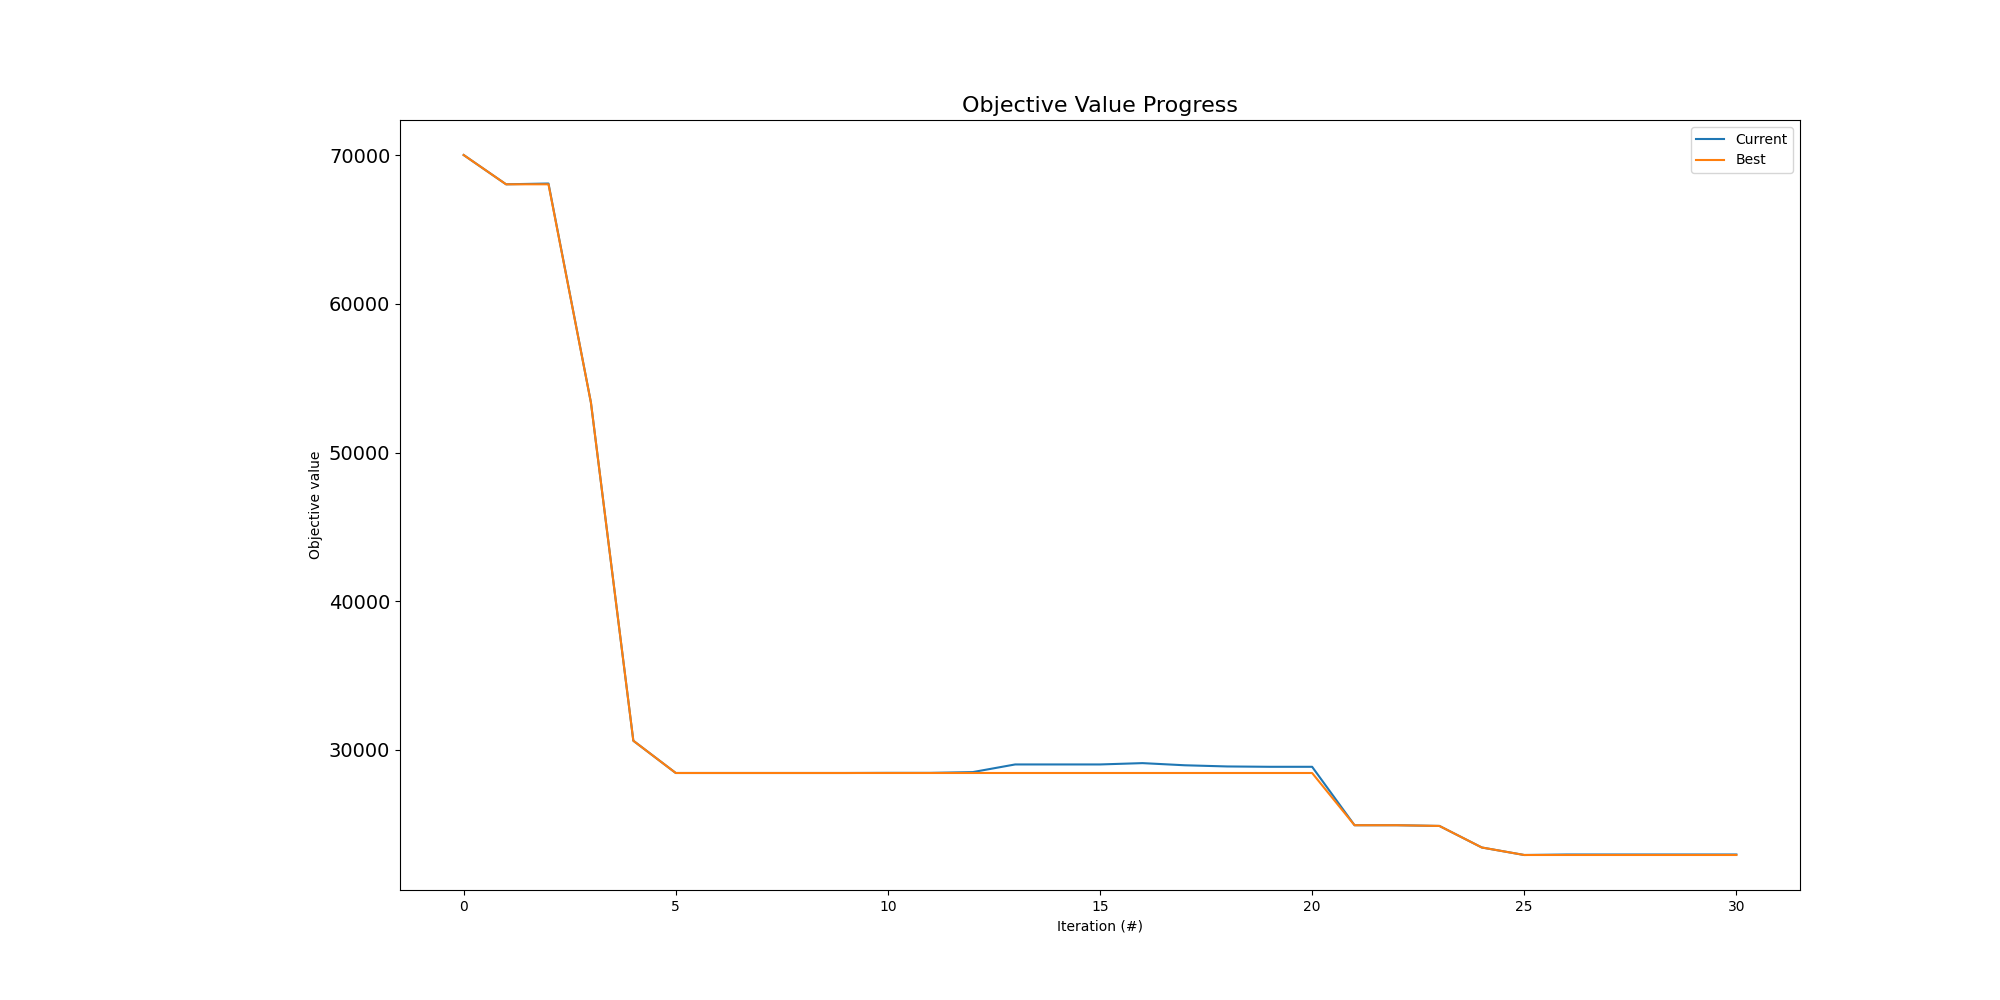 Objective Value Progress
Current
Best
70000
60000
50000
40000
30000
Objective value
0 5 10 15 20 25 30
Iteration (#)